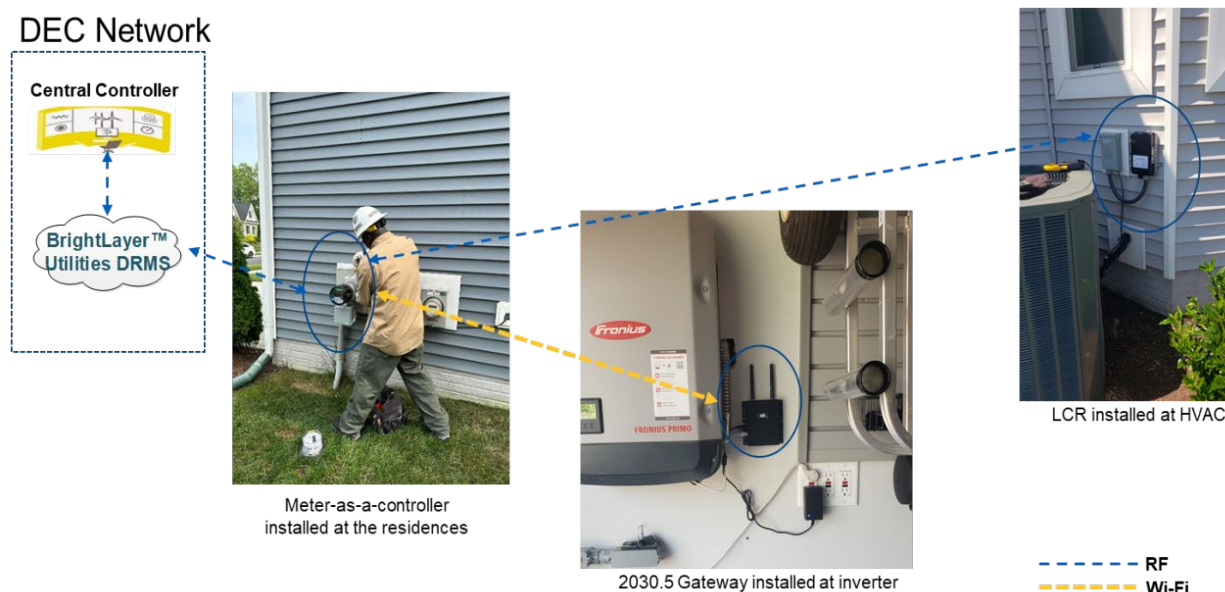 DEC Network
Central Controller
BrightLayer™
Utilities DRMS
Meter-as-a-controller
installed at the residences
Fronius
FRONIUS PRIMO
2030.5 Gateway installed at inverter
LCR installed at HVAC
RF
Wi-Fi